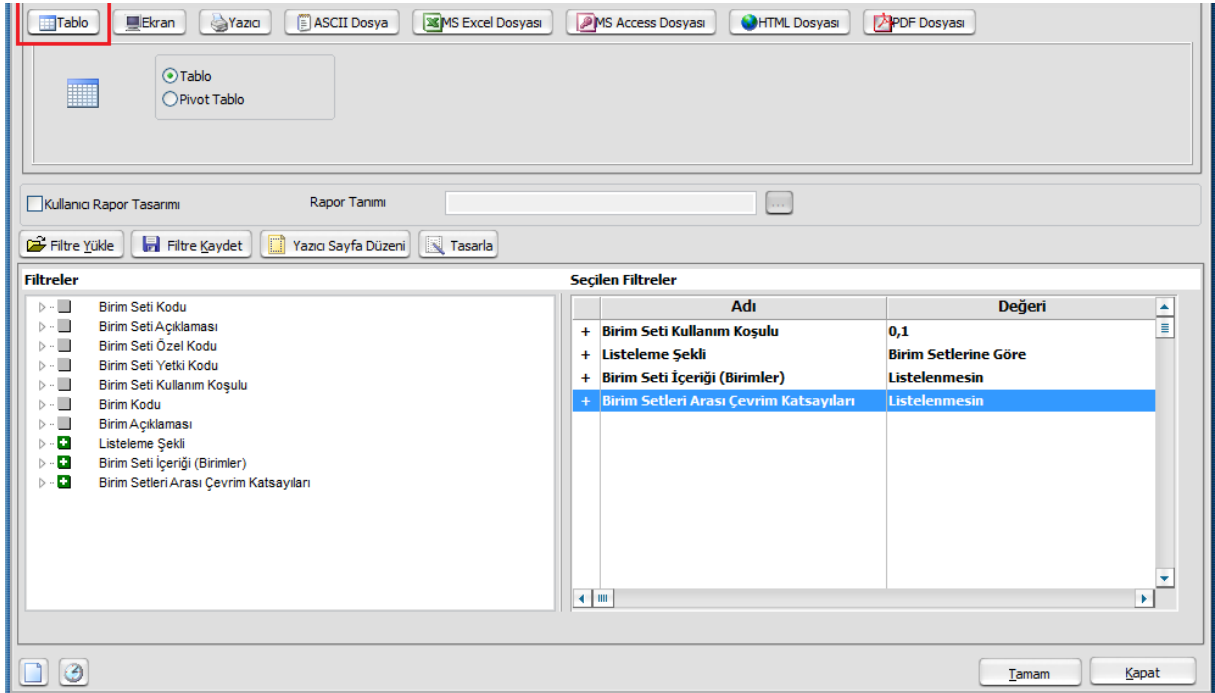 Tablo Ekran Yazıcı ASCII Dosya MS Excel Dosyası MS Access Dosyası HTML Dosyası PDF Dosyası
Tablo
Pivot Tablo
Kullanıcı Rapor Tasarımı Rapor Tanımı ...
Filtre Yükle Filtre Kaydet Yazıcı Sayfa Düzeni Tasarla
Filtreler
Birim Seti Kodu
Birim Seti Açıklaması
Birim Seti Özel Kodu
Birim Seti Yetki Kodu
Birim Seti Kullanım Koşulu
Birim Kodu
Birim Açıklaması
Listeleme Şekli
Birim Seti İçeriği (Birimler)
Birim Setleri Arası Çevrim Katsayıları
Seçilen Filtreler
Adı Değeri
+ Birim Seti Kullanım Koşulu 0,1
+ Listeleme Şekli Birim Setlerine Göre
+ Birim Seti İçeriği (Birimler) Listelenmesin
+ Birim Setleri Arası Çevrim Katsayıları Listelenmesin
Tamam Kapat